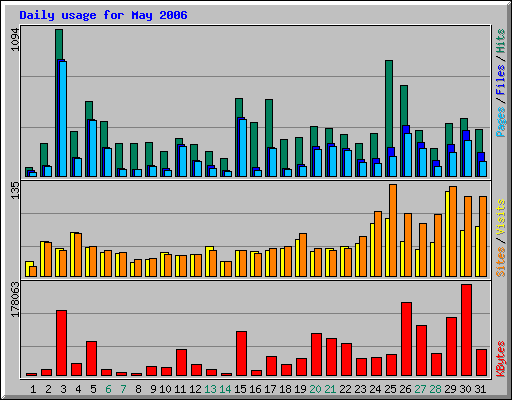 Daily usage for May 2006
1094
Pages / Files / Hits
135
Sites / Visits
178063
KBytes
1 2 3 4 5 6 7 8 9 10 11 12 13 14 15 16 17 18 19 20 21 22 23 24 25 26 27 28 29 30 31